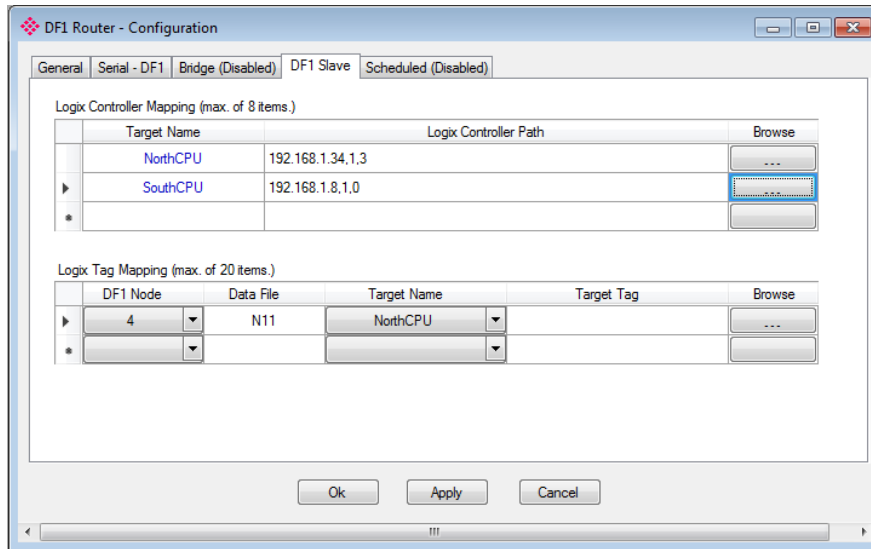 DF1 Router - Configuration
General Serial - DF1 Bridge (Disabled) DF1 Slave Scheduled (Disabled)
Logix Controller Mapping (max. of 8 items.)
Target Name Logix Controller Path Browse
NorthCPU 192.168.1.34,1,3 ...
SouthCPU 192.168.1.8,1,0 ...
Logix Tag Mapping (max. of 20 items.)
DF1 Node Data File Target Name Target Tag Browse
4 N11 NorthCPU ...
Ok Apply Cancel